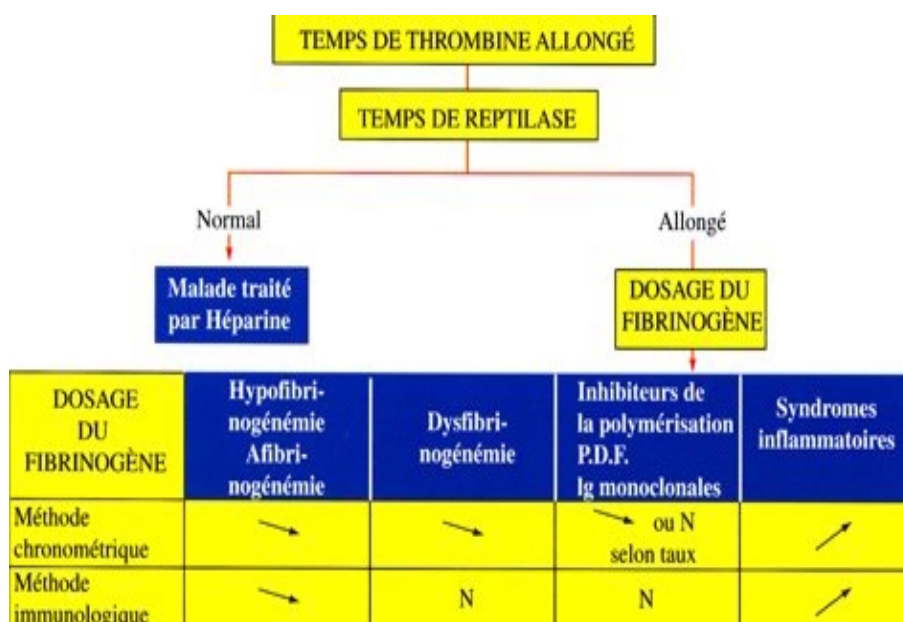 TEMPS DE THROMBINE ALLONGÉ
TEMPS DE REPTILASE
Normal
Allongé
Malade traité
par Héparine
DOSAGE DU
FIBRINOGÈNE
DOSAGE
DU
FIBRINOGÈNE
Hypofibri-
nogénémie
Afibri-
nogénémie
Dysfibri-
nogénémie
Inhibiteurs de
la polymérisation
P.D.F.
Ig monoclonales
Syndromes
inflammatoires
Méthode
chronométrique
ou N
selon taux
Méthode
immunologique
N
N